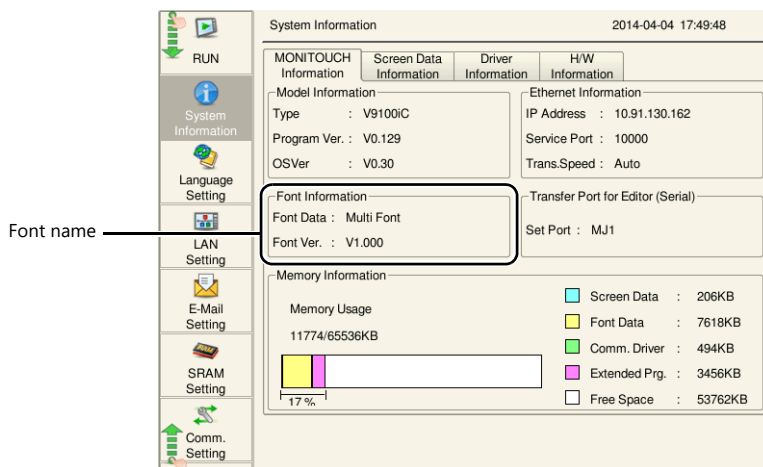 System Information 2014-04-04 17:49:48
RUN
System
Information
Language
Setting
LAN
Setting
E-Mail
Setting
SRAM
Setting
Comm.
Setting
MONITOUCH
Information
Screen Data
Information
Driver
Information
H/W
Information
Model Information
Type : V9100iC
Program Ver. : V0.129
OSVer : V0.30
Ethernet Information
IP Address : 10.91.130.162
Service Port : 10000
Trans.Speed : Auto
Font name
Font Information
Font Data : Multi Font
Font Ver. : V1.000
Transfer Port for Editor (Serial)
Set Port : MJ1
Memory Information
Memory Usage
11774/65536KB
17 %
Screen Data : 206KB
Font Data : 7618KB
Comm. Driver : 494KB
Extended Prg. : 3456KB
Free Space : 53762KB